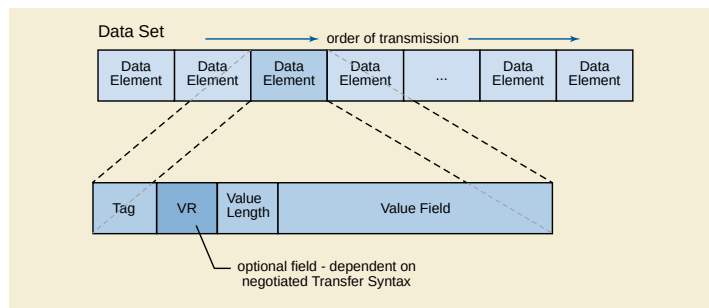 Data Set
order of transmission
Data Element
Data Element
Data Element
Data Element
...
Data Element
Data Element
Tag
VR
Value Length
Value Field
optional field - dependent on
negotiated Transfer Syntax